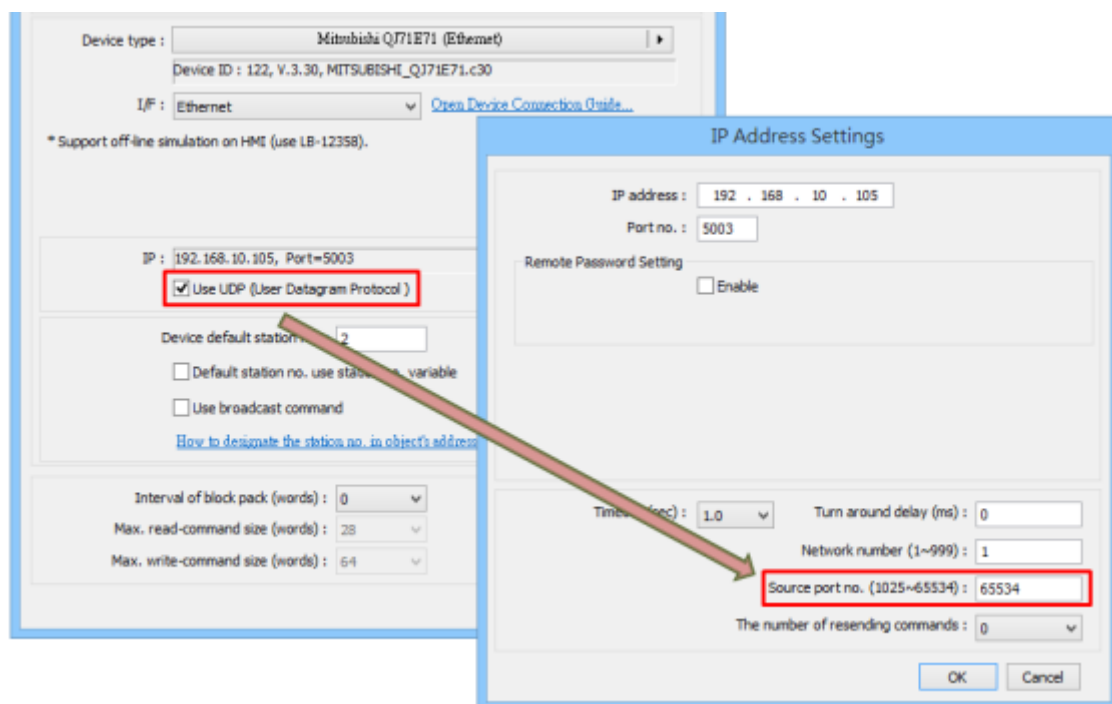 Device type : Mitsubishi QJ71E71 (Ethernet)
Device ID : 122, V.3.30, MITSUBISHI_QJ71E71.c30
I/F : Ethernet Open Device Connection Guide...
* Support off-line simulation on HMI (use LB-12358).
IP : 192.168.10.105, Port=5003
Use UDP (User Datagram Protocol )
Device default station 2
Default station no. use variable
Use broadcast command
How to designate the station no. in object's address
Interval of block pack (words) : 0
Max. read-command size (words) : 28
Max. write-command size (words) : 64
IP Address Settings
IP address : 192 . 168 . 10 . 105
Port no. : 5003
Remote Password Setting
Enable
(sec) : 1.0 Turn around delay (ms) : 0
Network number (1~999) : 1
Source port no. (1025~65534) : 65534
The number of resending commands : 0
OK Cancel